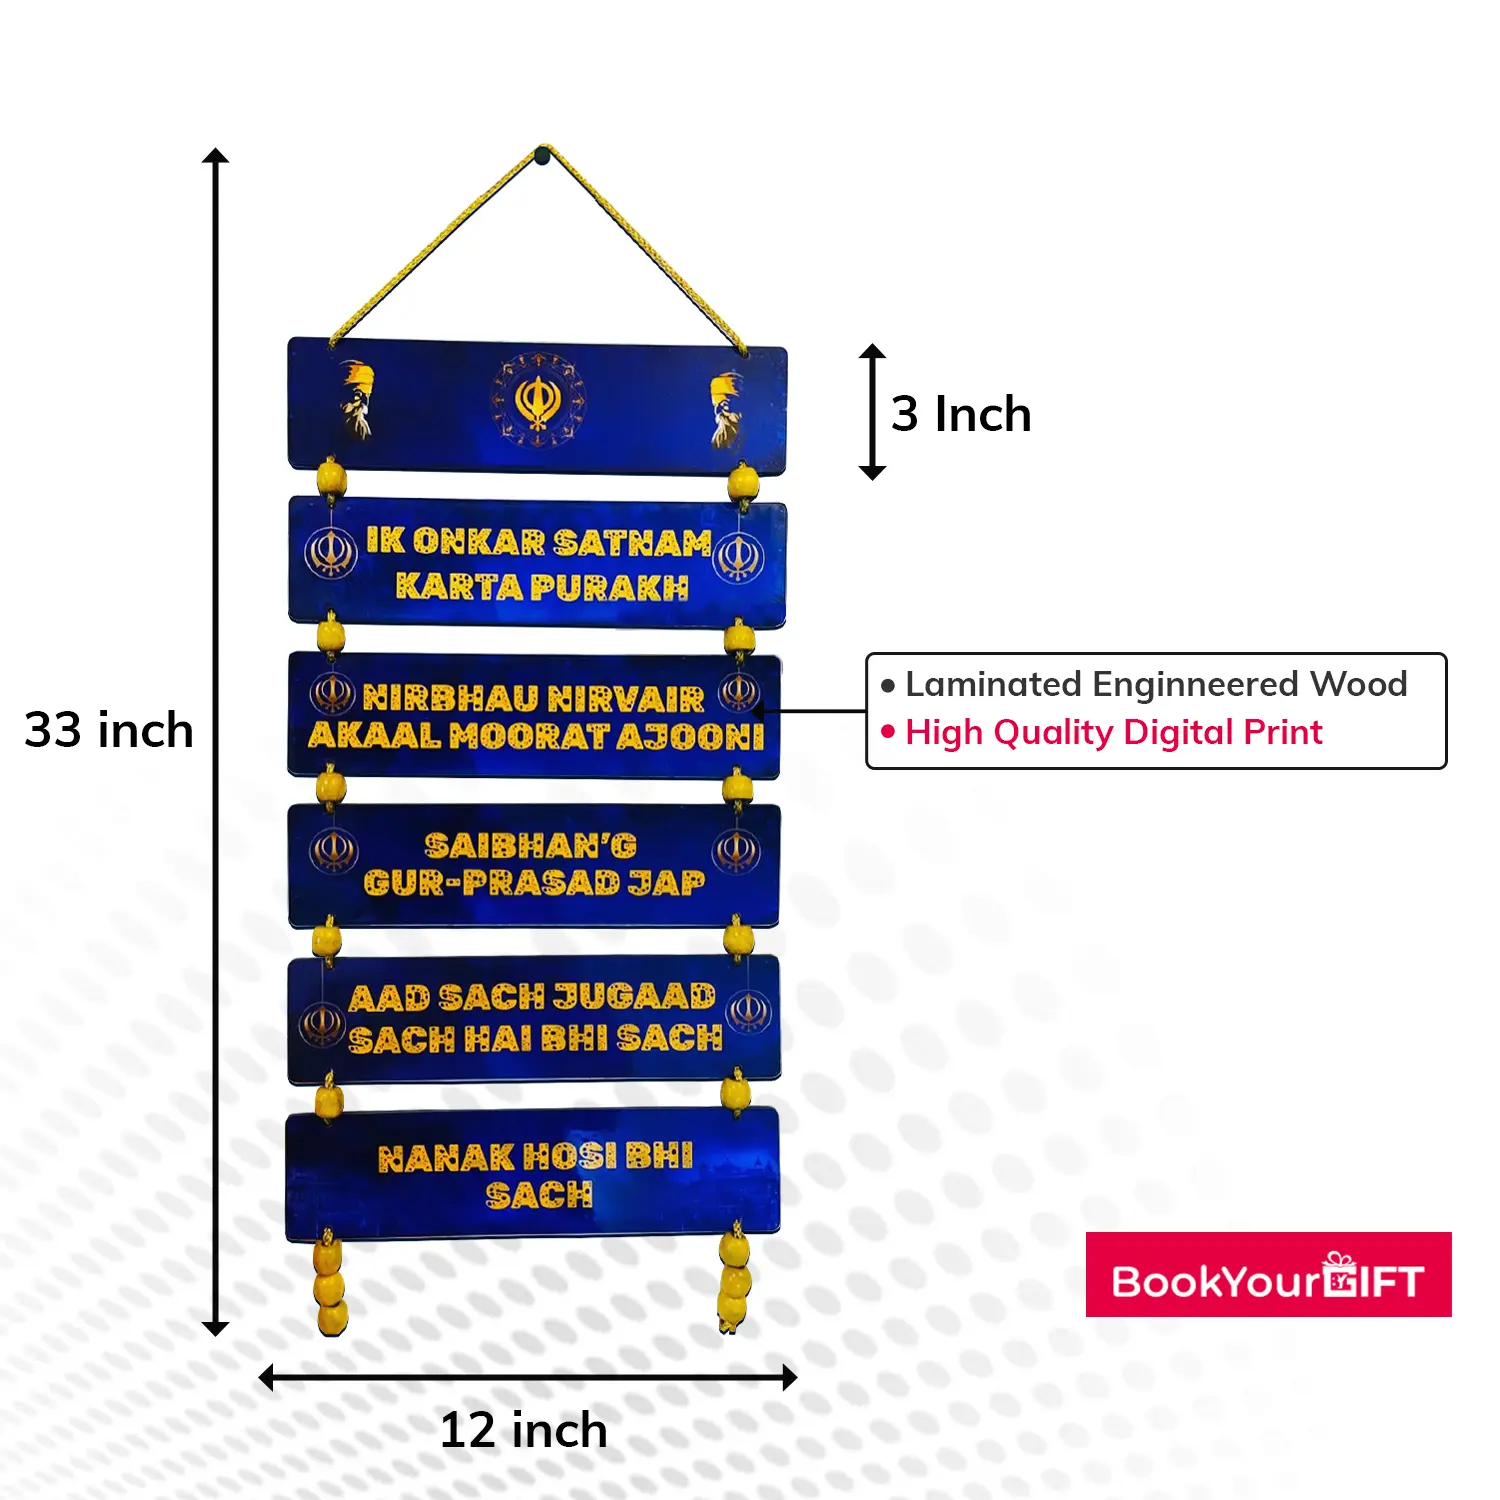 3 Inch
IK ONKAR SATNAM
KARTA PURAKH
NIRBHAU NIRVAIR
AKAAL MOORAT AJOONI
SAIBHAN'G
GUR-PRASAD JAP
AAD SACH JUGAAD
SACH HAI BHI SACH
NANAK HOSI BHI
SACH
33 inch
• Laminated Enginneered Wood
• High Quality Digital Print
12 inch
BookYourGIFT